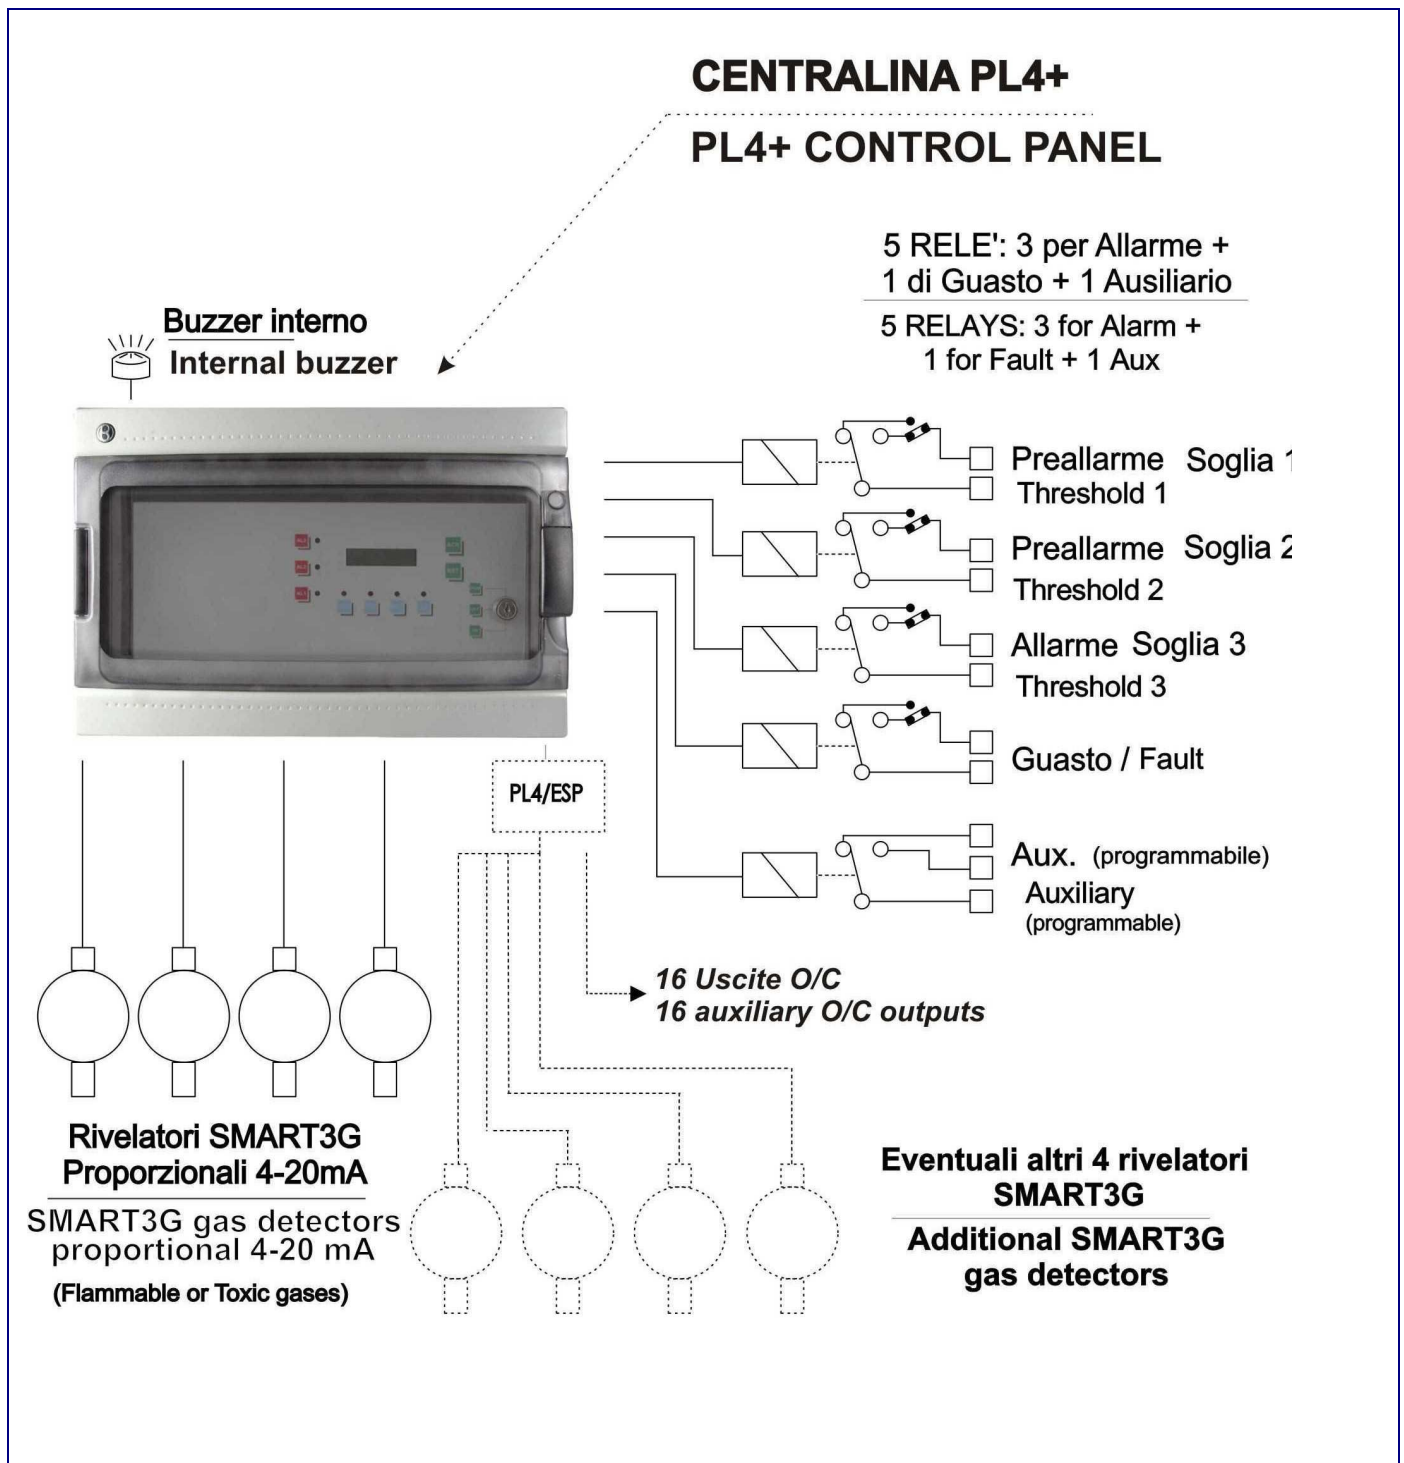 CENTRALINA PL4+
PL4+ CONTROL PANEL
5 RELE': 3 per Allarme +
1 di Guasto + 1 Ausiliario
5 RELAYS: 3 for Alarm +
1 for Fault + 1 Aux
Buzzer interno
Internal buzzer
Preallarme Soglia 1
Threshold 1
Preallarme Soglia 2
Threshold 2
Allarme Soglia 3
Threshold 3
Guasto / Fault
PL4/ESP
Aux. (programmabile)
Auxiliary
(programmable)
16 Uscite O/C
16 auxiliary O/C outputs
Rivelatori SMART3G
Proporzionali 4-20mA
SMART3G gas detectors
proportional 4-20 mA
(Flammable or Toxic gases)
Eventuali altri 4 rivelatori
SMART3G
Additional SMART3G
gas detectors